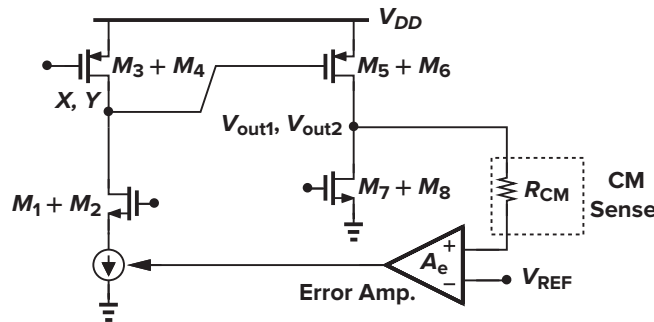 V_DD
M_3 + M_4
M_5 + M_6
X, Y
V_out1, V_out2
R_CM
CM
Sense
M_1 + M_2
M_7 + M_8
+
A_e
−
V_REF
Error Amp.